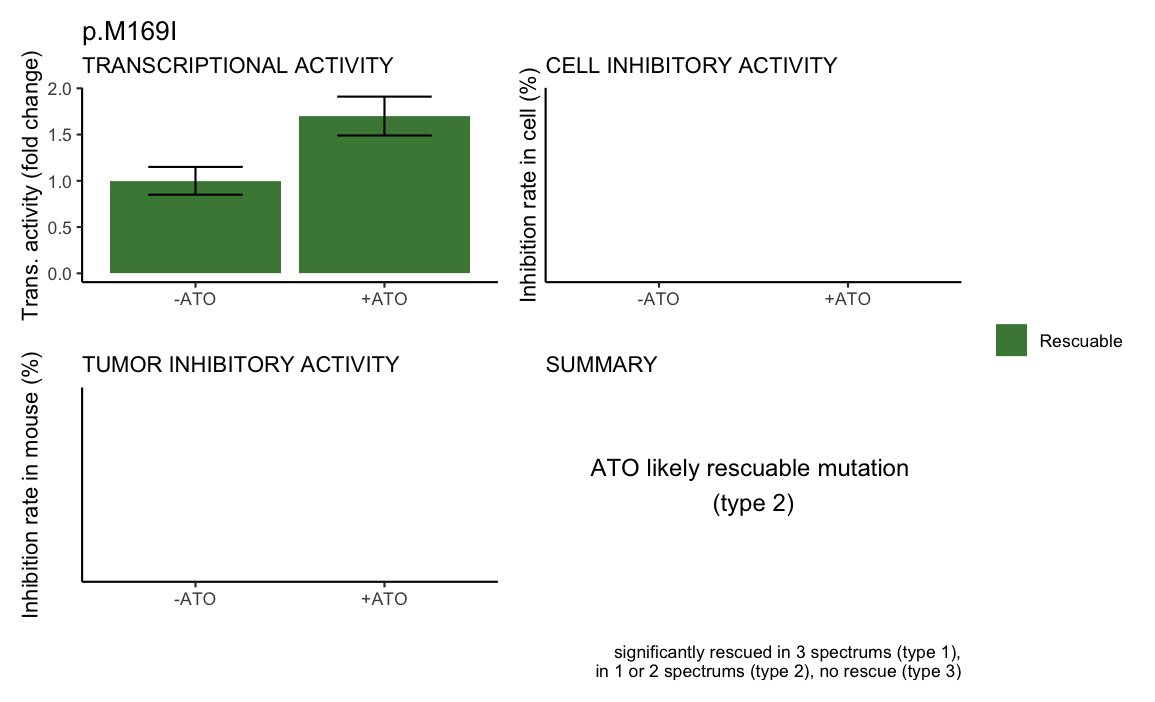 p.M169I
TRANSCRIPTIONAL ACTIVITY
Trans. activity (fold change)
2.0
1.5
1.0
0.5
0.0
-ATO
+ATO
CELL INHIBITORY ACTIVITY
Inhibition rate in cell (%)
-ATO
+ATO
Rescuable
TUMOR INHIBITORY ACTIVITY
Inhibition rate in mouse (%)
-ATO
+ATO
SUMMARY
ATO likely rescuable mutation
(type 2)
significantly rescued in 3 spectrums (type 1),
in 1 or 2 spectrums (type 2), no rescue (type 3)